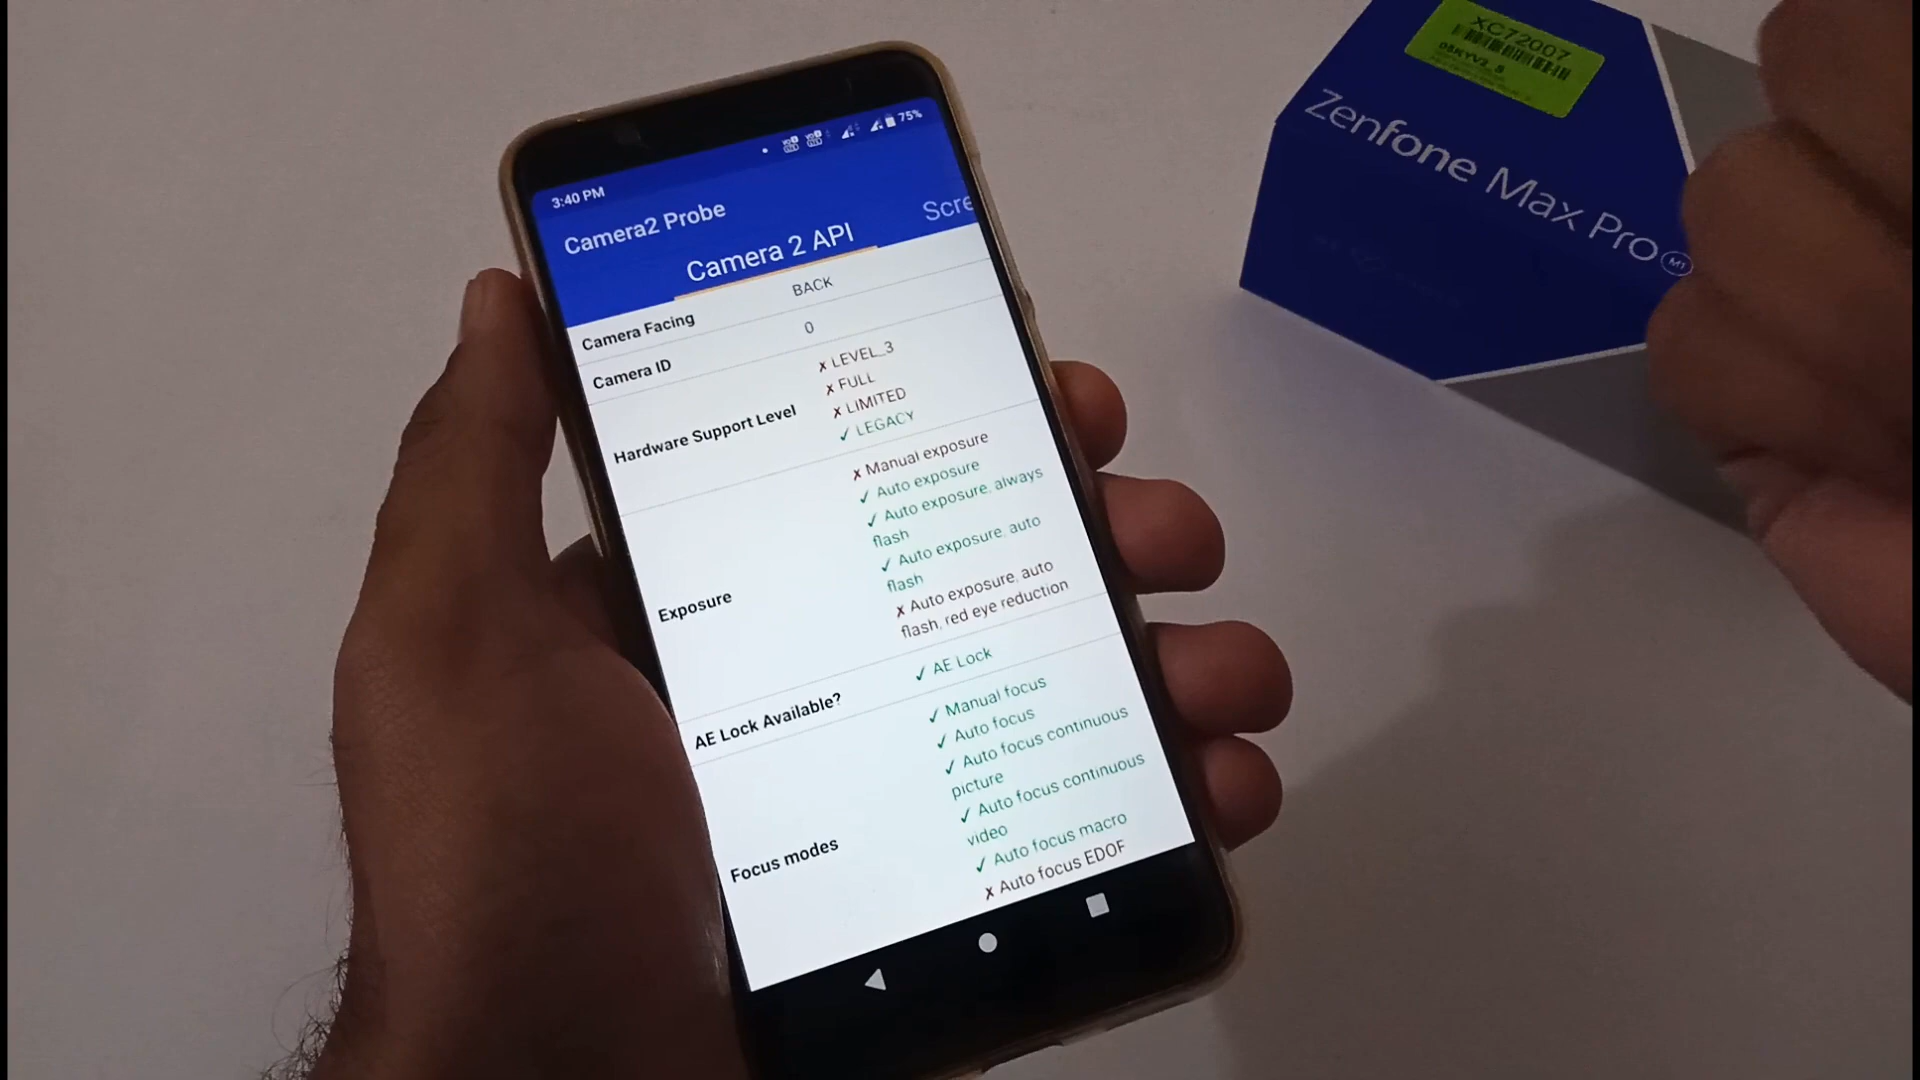 3:40 PM
75%
Camera2 Probe
Camera 2 API
Scre
Camera Facing
BACK
Camera ID
0
Hardware Support Level
✗ LEVEL_3
✗ FULL
✗ LIMITED
✓ LEGACY
Exposure
✗ Manual exposure
✓ Auto exposure
✓ Auto exposure, always
flash
✓ Auto exposure, auto
flash
✗ Auto exposure, auto
flash, red eye reduction
AE Lock Available?
✓ AE Lock
Focus modes
✓ Manual focus
✓ Auto focus
✓ Auto focus continuous
picture
✓ Auto focus continuous
video
✓ Auto focus macro
✗ Auto focus EDOF
XC72007
Zenfone Max Pro M1